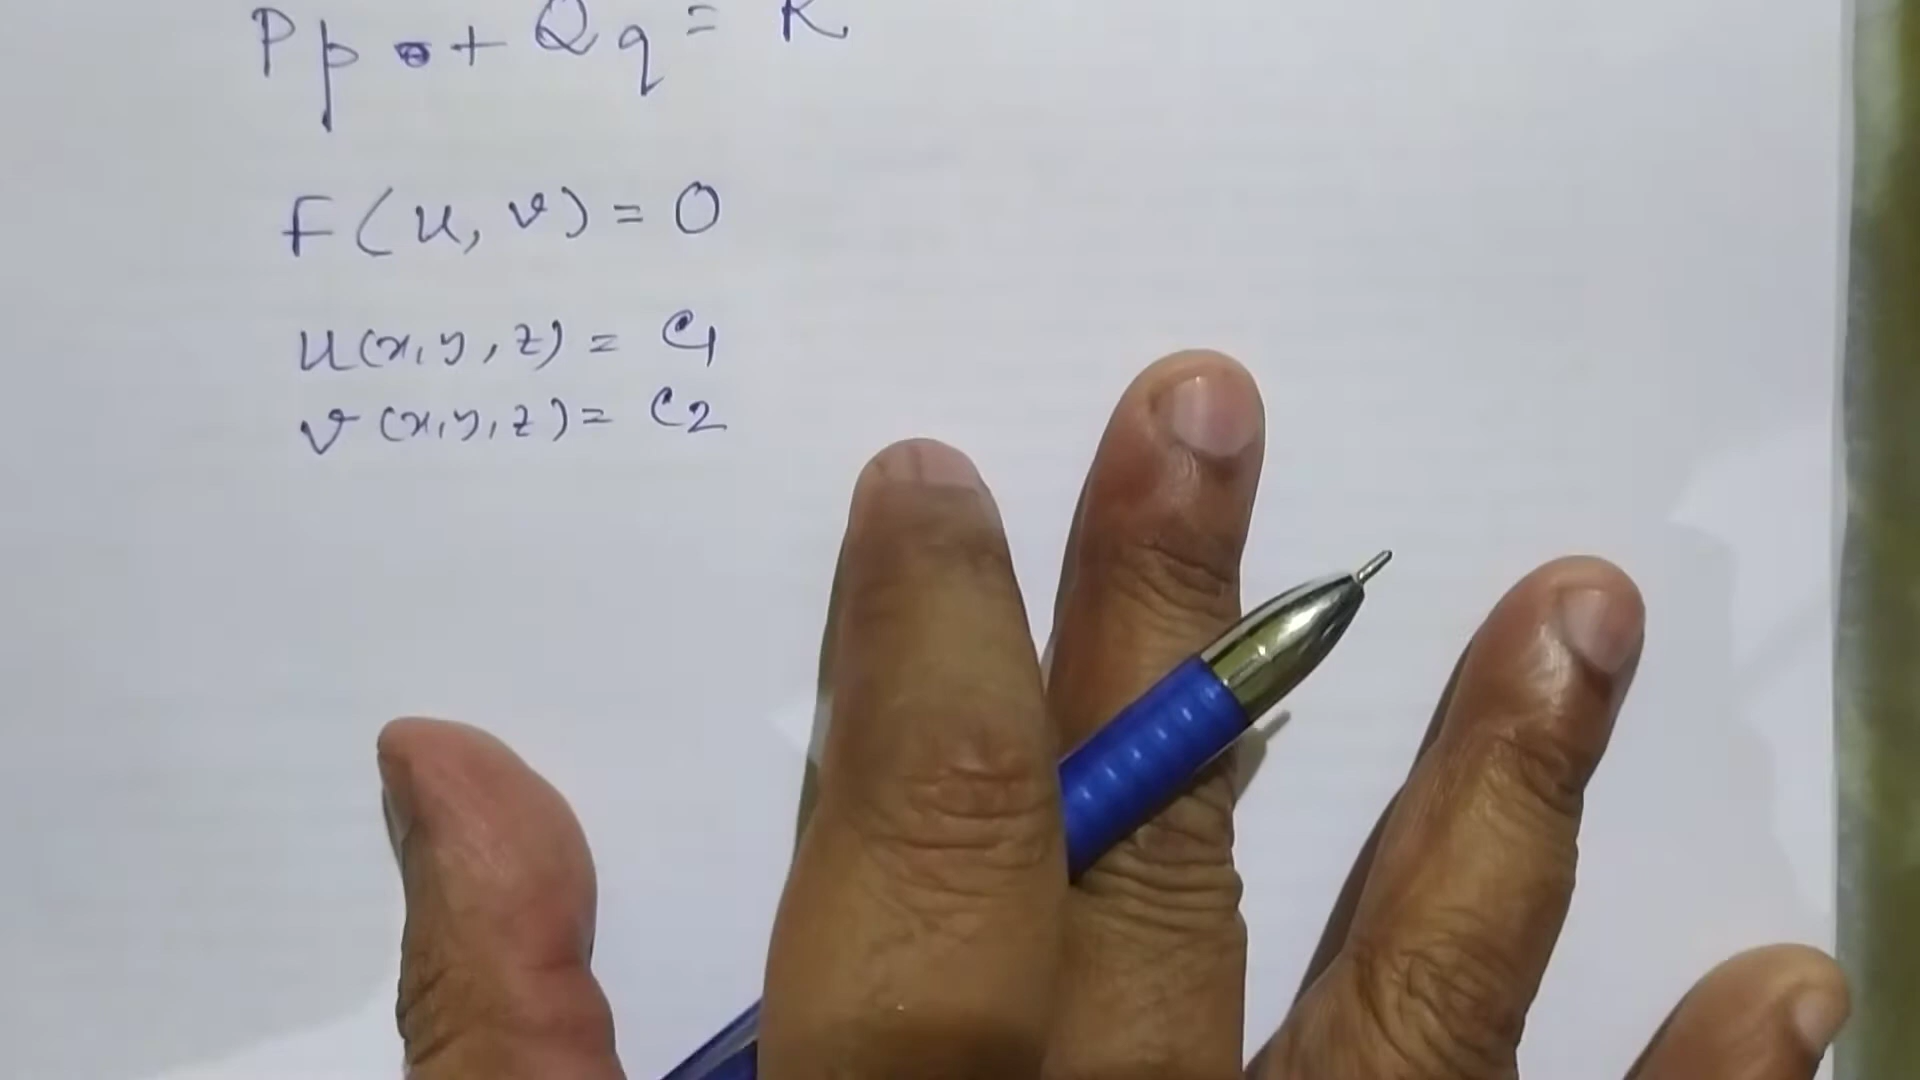 Pp + Qq = R
F(u, v) = 0
u(x, y, z) = C1
v(x, y, z) = C2